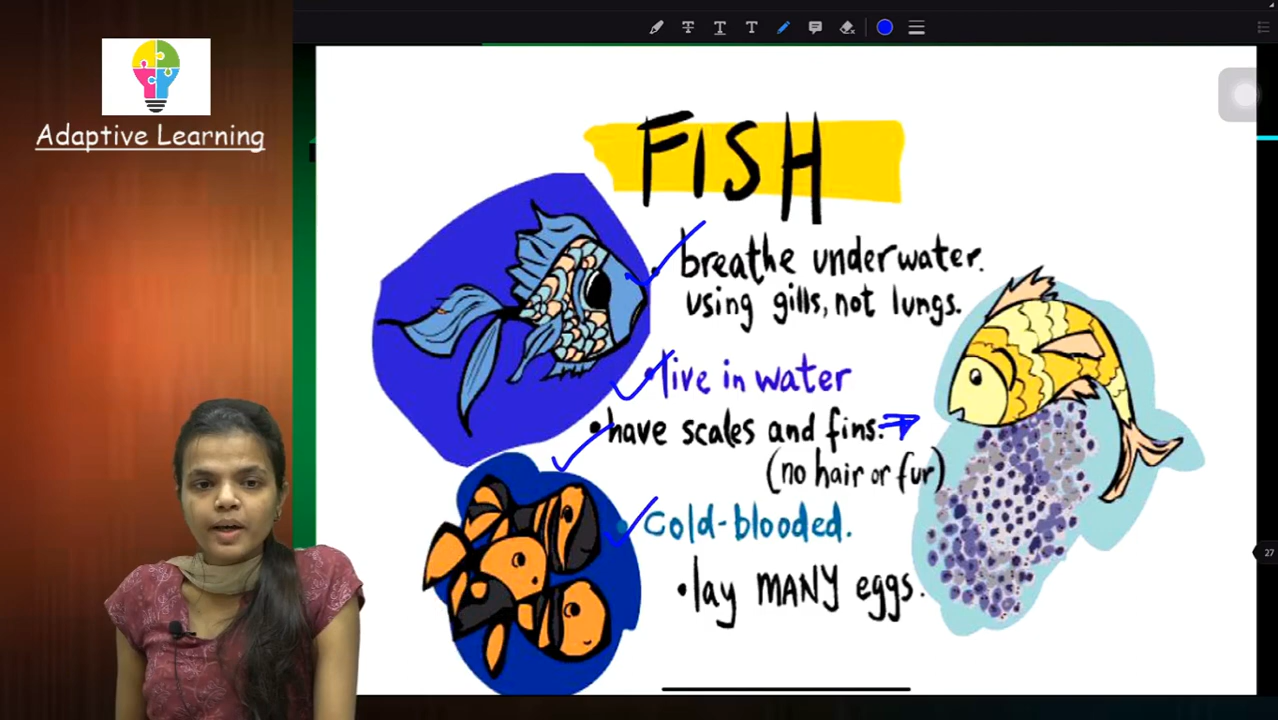 Adaptive Learning
FISH
• breathe underwater.
using gills, not lungs.
• live in water
• have scales and fins.
(no hair or fur)
• Cold-blooded.
• lay MANY eggs.
27